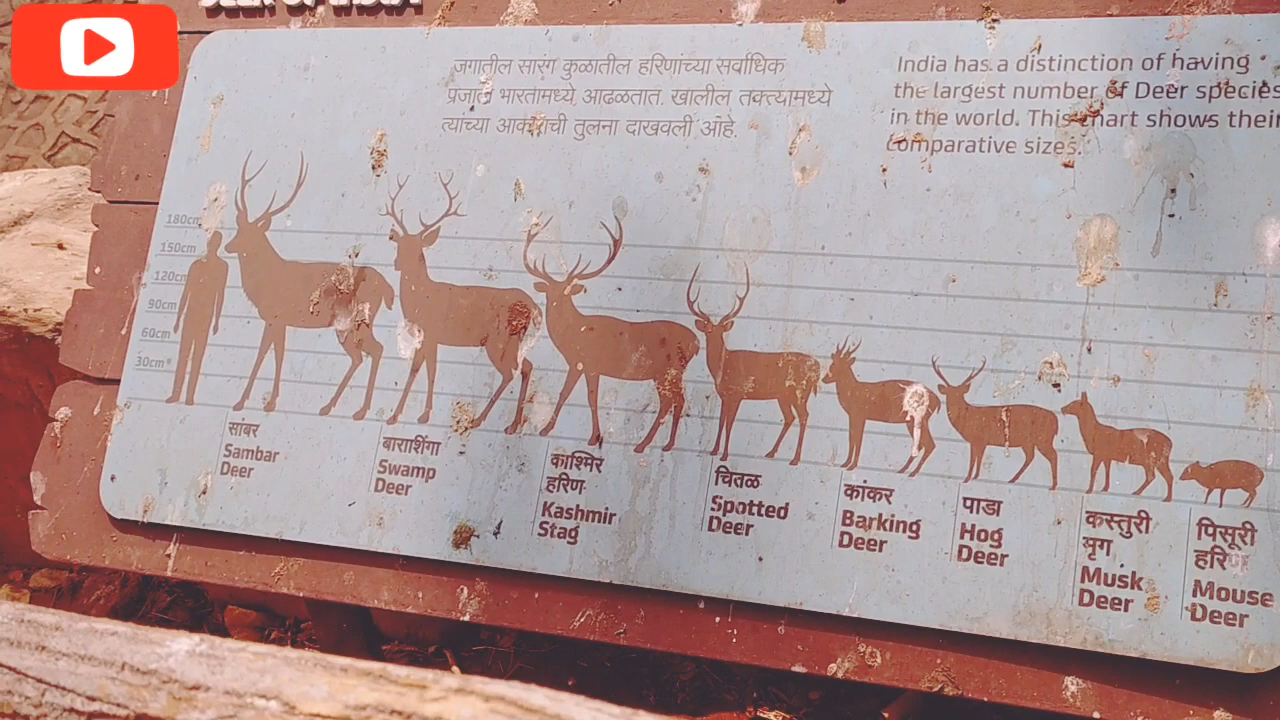 DEER OF INDIA
जगातील सारंग कुळातील हरिणांच्या सर्वाधिक
प्रजाती भारतामध्ये आढळतात. खालील तक्त्यामध्ये
त्यांच्या आकाराची तुलना दाखवली आहे.
India has a distinction of having
the largest number of Deer species
in the world. This chart shows their
comparative sizes.
180cm
150cm
120cm
90cm
60cm
30cm
सांबर
Sambar
Deer
बाराशिंगा
Swamp
Deer
काश्मिर
हरिण
Kashmir
Stag
चितळ
Spotted
Deer
कांकर
Barking
Deer
पाडा
Hog
Deer
कस्तुरी
मृग
Musk
Deer
पिसूरी
हरिण
Mouse
Deer